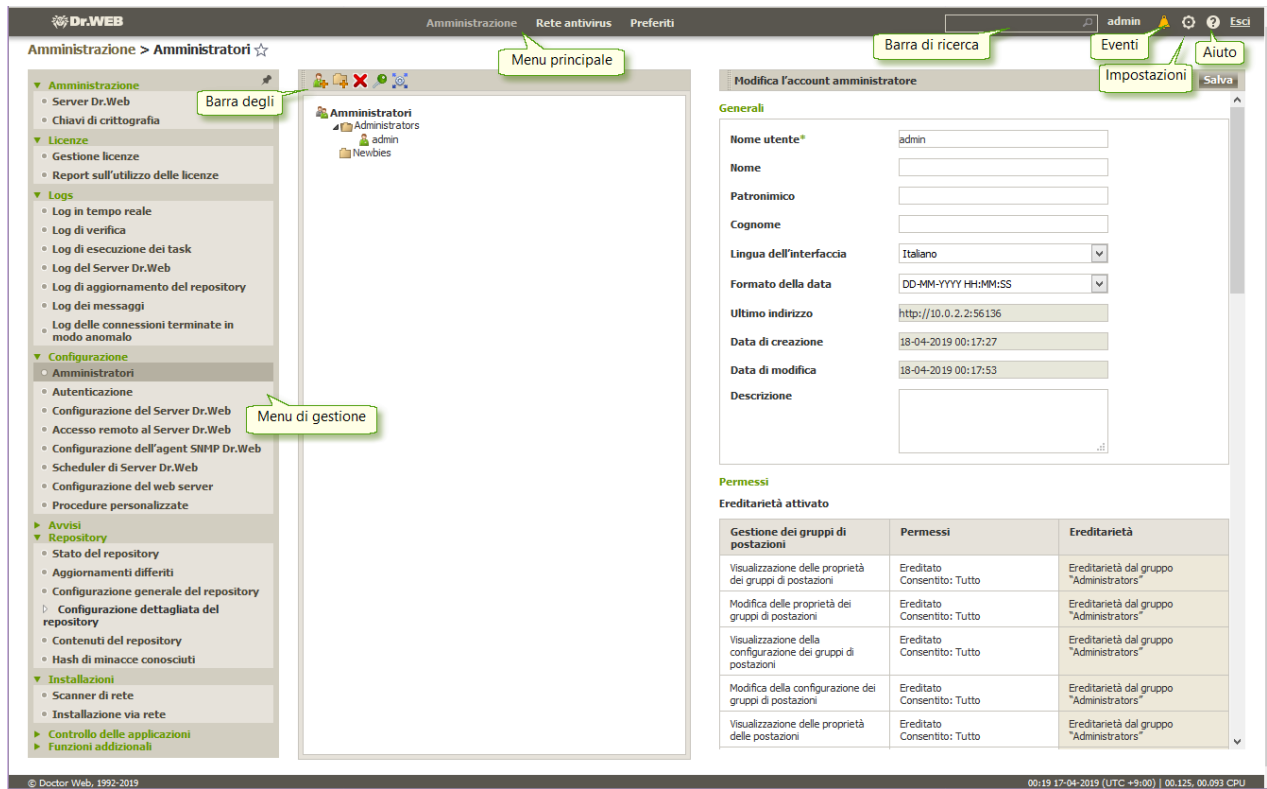 Dr.WEB
Amministrazione Rete antivirus Preferiti
admin
Esci
Amministrazione > Amministratori
Menu principale
Barra di ricerca
Eventi
Aiuto
Impostazioni
Barra degli
Menu di gestione
Amministrazione
Server Dr.Web
Chiavi di crittografia
Licenze
Gestione licenze
Report sull'utilizzo delle licenze
Logs
Log in tempo reale
Log di verifica
Log di esecuzione dei task
Log del Server Dr.Web
Log di aggiornamento del repository
Log dei messaggi
Log delle connessioni terminate in
modo anomalo
Configurazione
Amministratori
Autenticazione
Configurazione del Server Dr.Web
Accesso remoto al Server Dr.Web
Configurazione dell'agent SNMP Dr.Web
Scheduler di Server Dr.Web
Configurazione del web server
Procedure personalizzate
Avvisi
Repository
Stato del repository
Aggiornamenti differiti
Configurazione generale del repository
Configurazione dettagliata del
repository
Contenuti del repository
Hash di minacce conosciuti
Installazioni
Scanner di rete
Installazione via rete
Controllo delle applicazioni
Funzioni addizionali
Amministratori
Administrators
admin
Newbies
Modifica l'account amministratore
Salva
Generali
Nome utente* admin
Nome
Patronimico
Cognome
Lingua dell'interfaccia Italiano
Formato della data DD-MM-YYYY HH:MM:SS
Ultimo indirizzo http://10.0.2.2:56136
Data di creazione 18-04-2019 00:17:27
Data di modifica 18-04-2019 00:17:53
Descrizione
Permessi
Ereditarietà attivato
Gestione dei gruppi di
postazioni
Permessi
Ereditarietà
Visualizzazione delle proprietà
dei gruppi di postazioni
Ereditato
Consentito: Tutto
Ereditarietà dal gruppo
"Administrators"
Modifica delle proprietà dei
gruppi di postazioni
Ereditato
Consentito: Tutto
Ereditarietà dal gruppo
"Administrators"
Visualizzazione della
configurazione dei gruppi di
postazioni
Ereditato
Consentito: Tutto
Ereditarietà dal gruppo
"Administrators"
Modifica della configurazione dei
gruppi di postazioni
Ereditato
Consentito: Tutto
Ereditarietà dal gruppo
"Administrators"
Visualizzazione delle proprietà
delle postazioni
Ereditato
Consentito: Tutto
Ereditarietà dal gruppo
"Administrators"
© Doctor Web, 1992-2019
00:19 17-04-2019 (UTC +9:00) | 00.125, 00.093 CPU